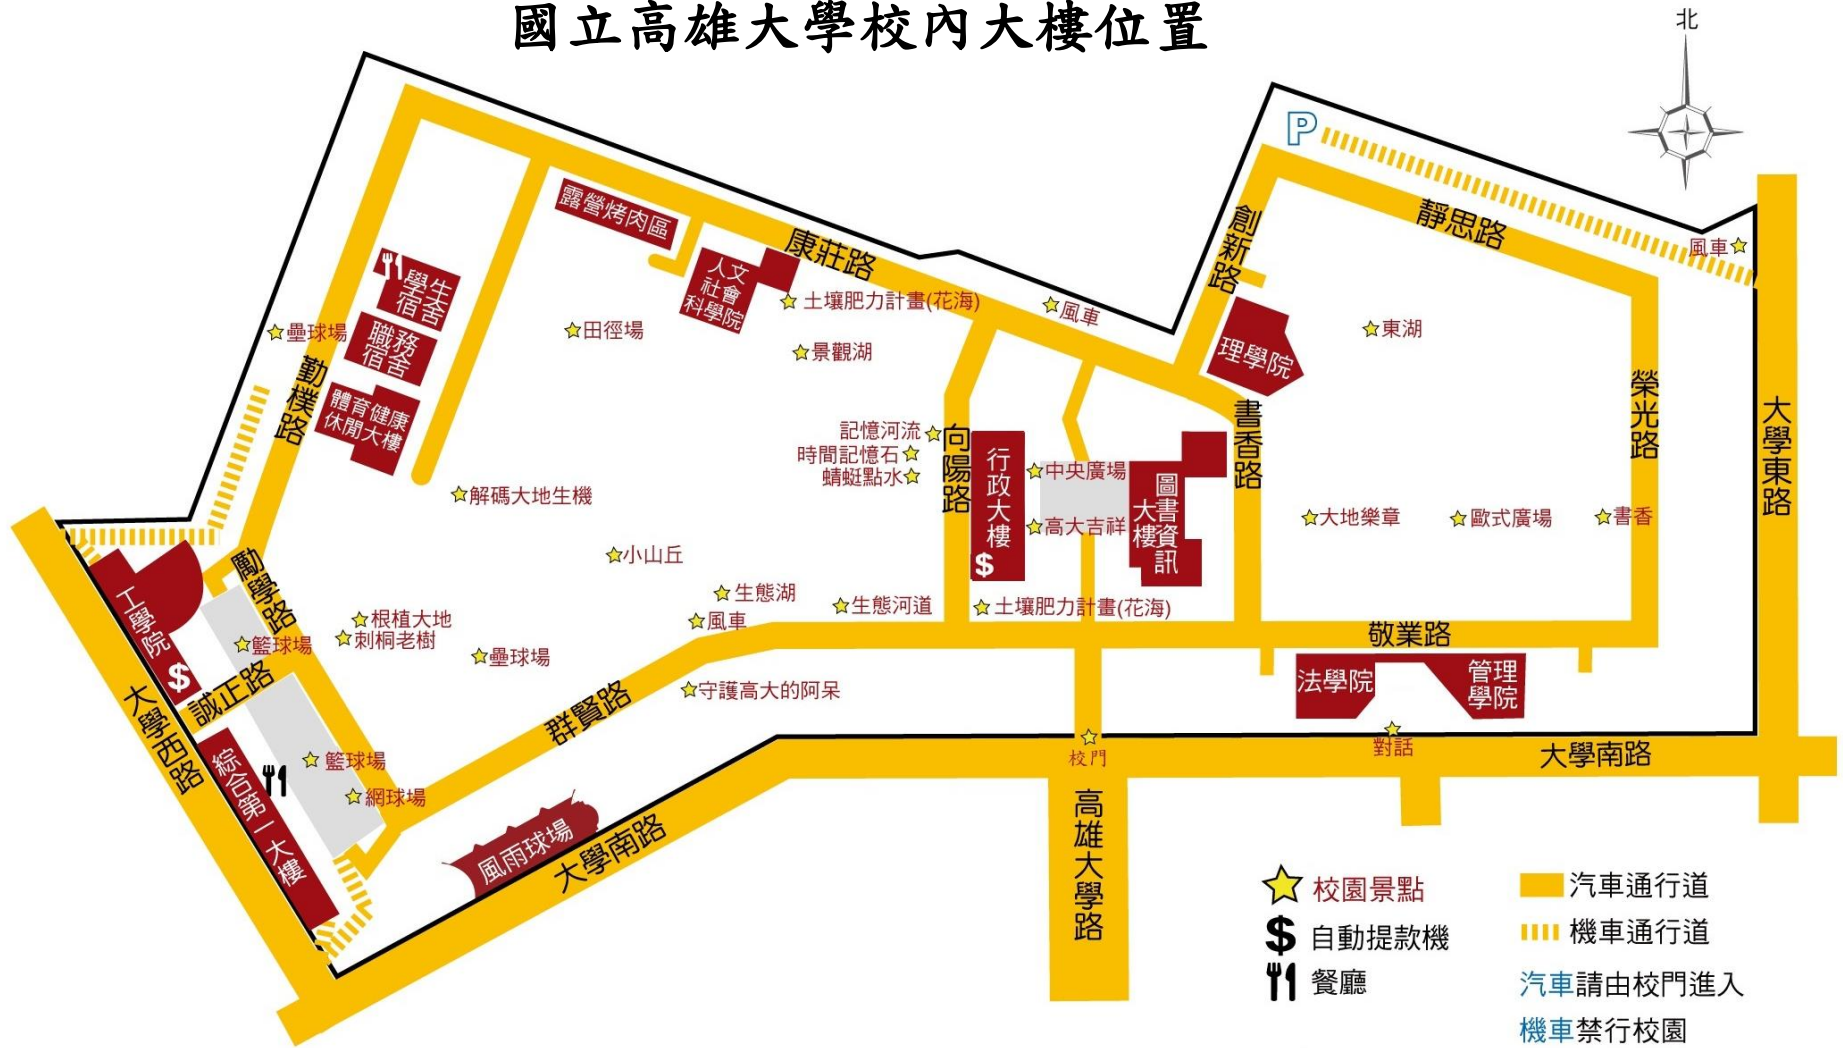 國立高雄大學校內大樓位置
北
P
靜思路
創新路
風車
露營烤肉區
康莊路
人文
社會
科學院
土壤肥力計畫(花海)
風車
學生
宿舍
職務
宿舍
體育健康
休閒大樓
壘球場
勤樸路
田徑場
景觀湖
理學院
東湖
榮光路
大學東路
書香路
記憶河流
時間記憶石
蜻蜓點水
向陽路
行政大樓
$
中央廣場
高大吉祥
圖書資訊
大樓
大地樂章
歐式廣場
書香
解碼大地生機
小山丘
生態湖
風車
生態河道
土壤肥力計畫(花海)
敬業路
工學院
$
勵學路
根植大地
刺桐老樹
籃球場
壘球場
誠正路
守護高大的阿呆
群賢路
法學院
管理
學院
對話
校門
大學南路
大學西路
綜合第一大樓
籃球場
網球場
風雨球場
大學南路
高雄大學路
校園景點
$ 自動提款機
餐廳
汽車通行道
機車通行道
汽車請由校門進入
機車禁行校園